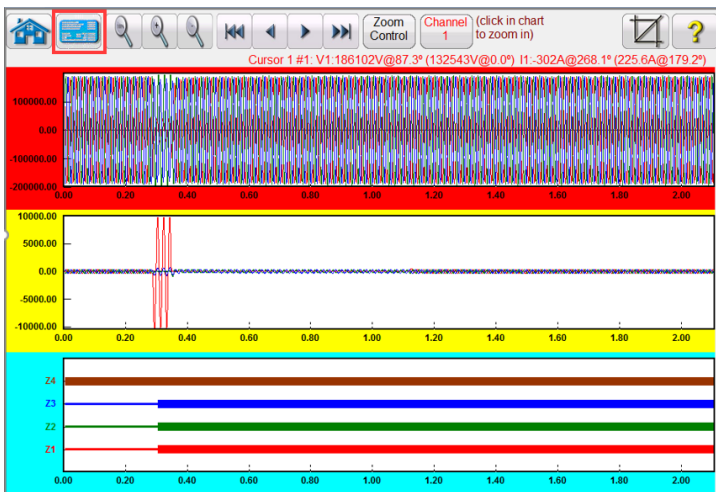 Zoom Control
Channel 1
(click in chart to zoom in)
?
Cursor 1 #1: V1:186102V@87.3° (132543V@0.0°) I1:-302A@268.1° (225.6A@179.2°)
100000.00
0.00
-100000.00
-200000.00
0.00 0.20 0.40 0.60 0.80 1.00 1.20 1.40 1.60 1.80 2.00
10000.00
5000.00
0.00
-5000.00
-10000.00
0.00 0.20 0.40 0.60 0.80 1.00 1.20 1.40 1.60 1.80 2.00
Z4
Z3
Z2
Z1
0.00 0.20 0.40 0.60 0.80 1.00 1.20 1.40 1.60 1.80 2.00